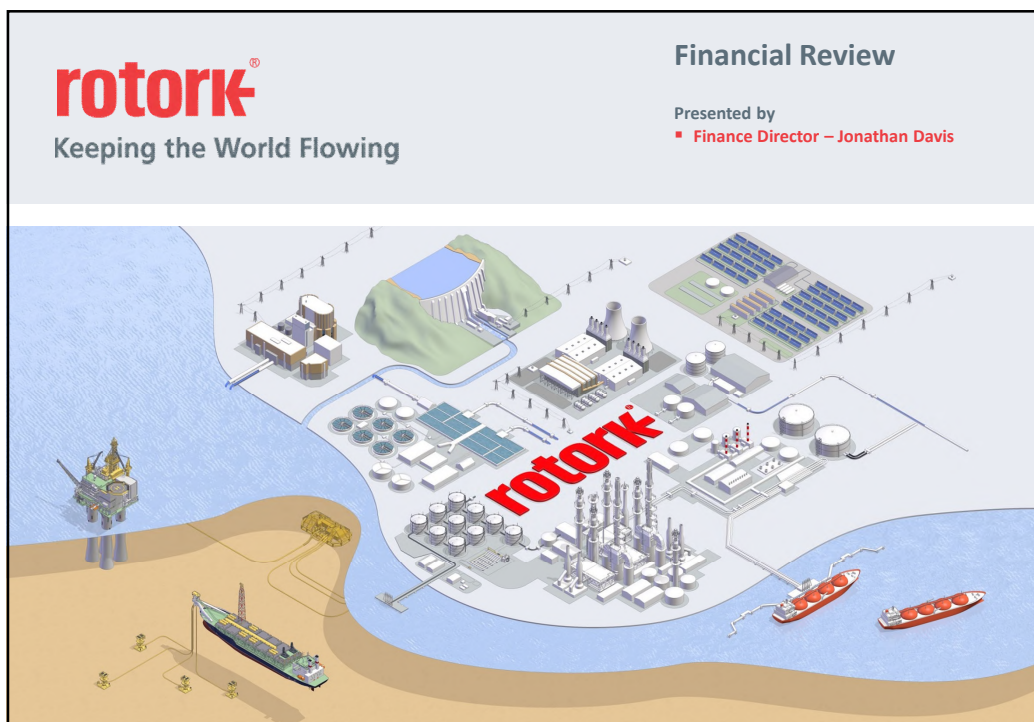 rotork®
Keeping the World Flowing
Financial Review
Presented by
▪ Finance Director – Jonathan Davis
rotork®